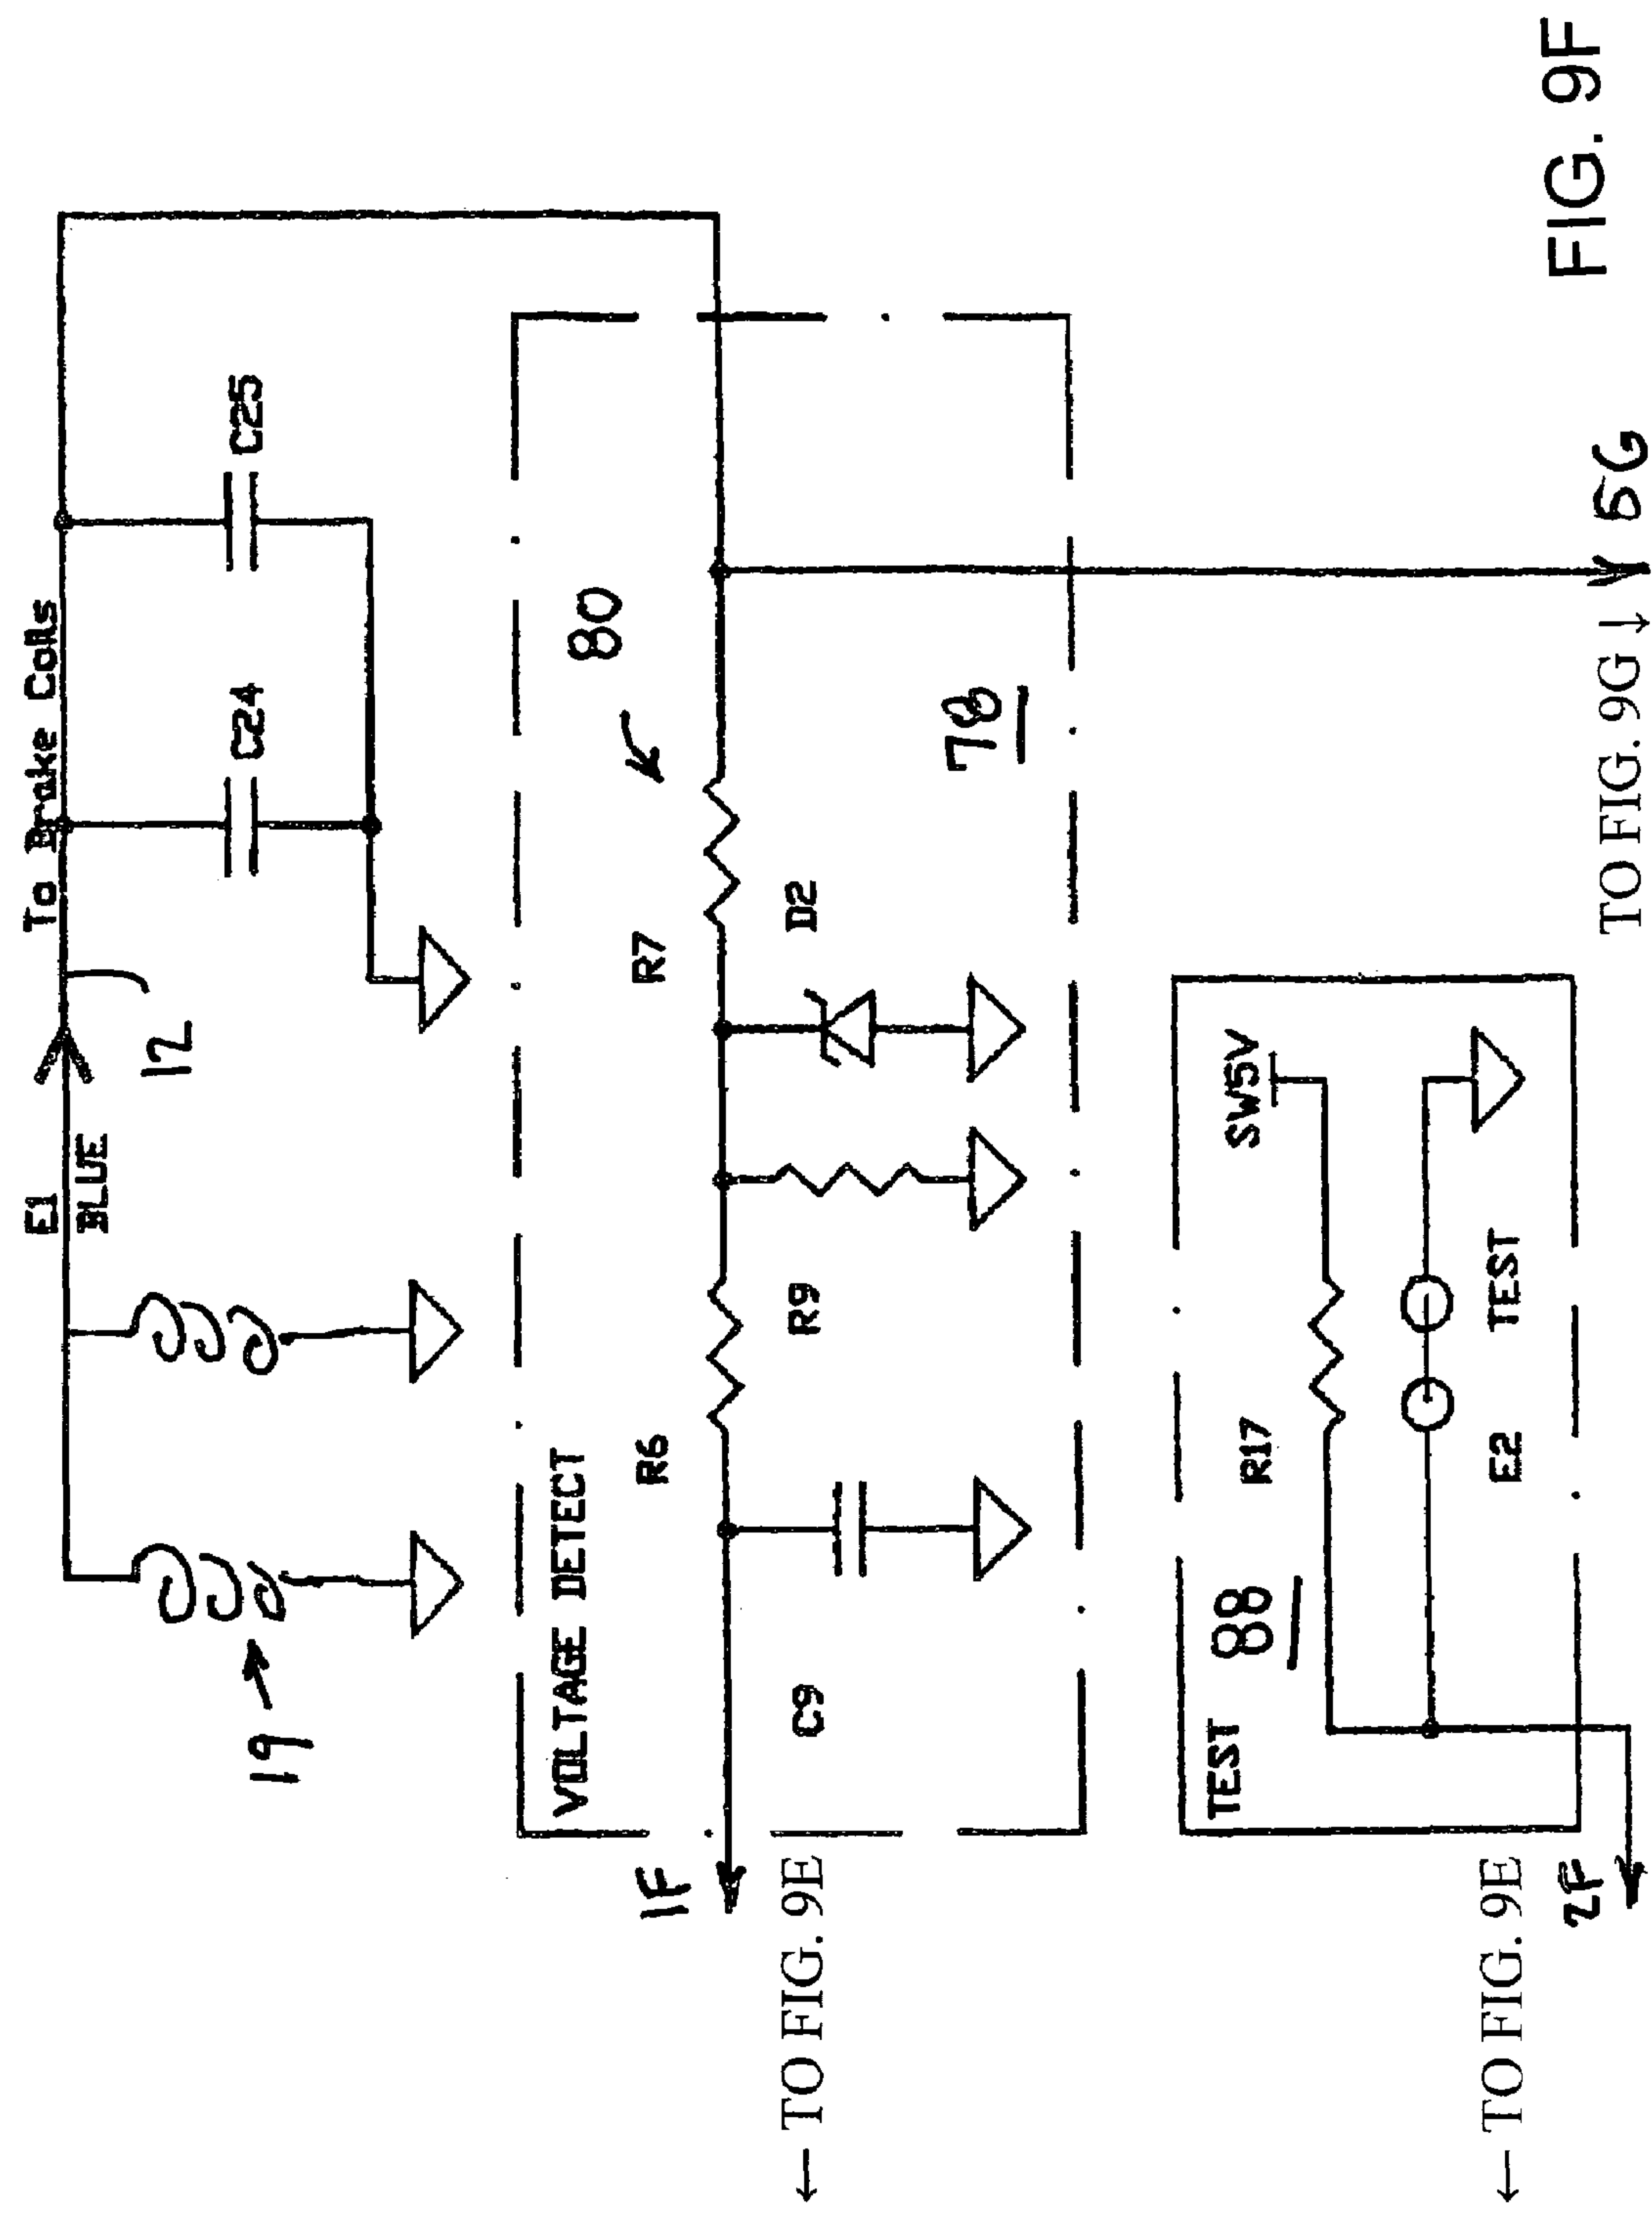 E1 To Brake Coils
BLUE
12
19
C24
C25
VOLTAGE DETECT
80
R6
R7
1F
C9
R9
D2
78
← TO FIG. 9E
TEST
88
R17
SW5V
E2 TEST
← TO FIG. 9E
2F
TO FIG. 9G ↓
5G
FIG. 9F